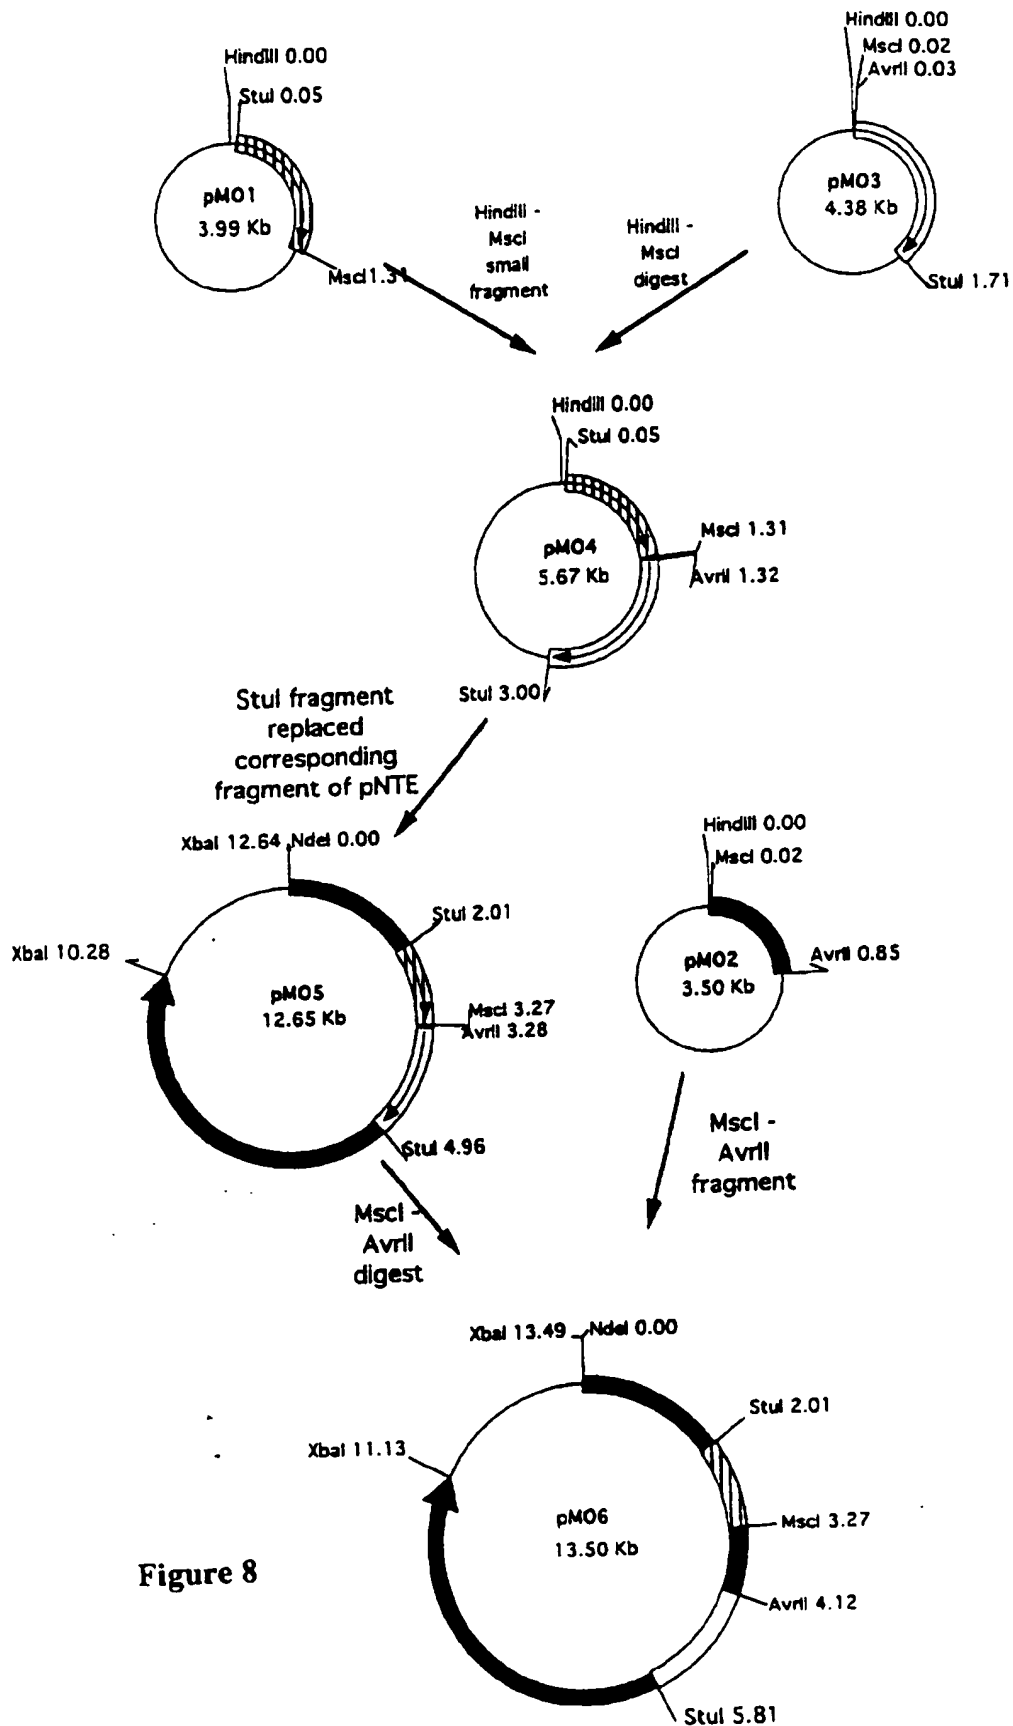 HindIII 0.00
StuI 0.05
pMO1
3.99 Kb
MscI 1.31
HindIII -
MscI
small
fragment
HindIII -
MscI
digest
HindIII 0.00
MscI 0.02
AvrII 0.03
pMO3
4.38 Kb
StuI 1.71
HindIII 0.00
StuI 0.05
pMO4
5.67 Kb
MscI 1.31
AvrII 1.32
StuI 3.00
StuI fragment
replaced
corresponding
fragment of pNTE
XbaI 12.64 NdeI 0.00
StuI 2.01
XbaI 10.28
pMO5
12.65 Kb
MscI 3.27
AvrII 3.28
StuI 4.96
HindIII 0.00
MscI 0.02
pMO2
3.50 Kb
AvrII 0.85
MscI -
AvrII
digest
MscI -
AvrII
fragment
XbaI 13.49 NdeI 0.00
StuI 2.01
XbaI 11.13
pMO6
13.50 Kb
MscI 3.27
AvrII 4.12
StuI 5.81
Figure 8